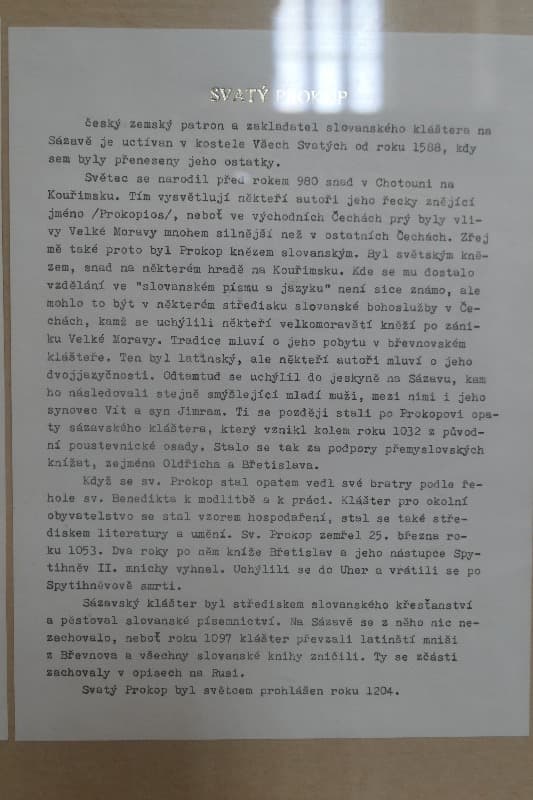 SVATÝ PROKOP
český zemský patron a zakladatel slovanského kláštera na
Sázavě je uctíván v kostele Všech Svatých od roku 1588, kdy
sem byly přeneseny jeho ostatky.
Světec se narodil před rokem 980 snad v Chotouni na
Kouřimsku. Tím vysvětlují někteří autoři jeho řecky znějící
jméno /Prokopios/, neboť ve východních Čechách prý byly vli-
vy Velké Moravy mnohem silnější než v ostatních Čechách. Zřej
mě také proto byl Prokop knězem slovanským. Byl světským kně-
zem, snad na některém hradě na Kouřimsku. Kde se mu dostalo
vzdělání ve "slovanském písmu a jazyku" není sice známo, ale
mohlo to být v některém středisku slovanské bohoslužby v Če-
chách, kamž se uchýlili někteří velkomoravětí kněží po záni-
ku Velké Moravy. Tradice mluví o jeho pobytu v břevnovském
klášteře. Ten byl latinský, ale někteří autoři mluví o jeho
dvojjazyčnosti. Odtamtud se uchýlil do jeskyně na Sázavu, kam
ho následovali stejně smýšlející mladí muži, mezi nimi i jeho
synovec Vít a syn Jimram. Ti se později stali po Prokopovi opa-
ty sázavského kláštera, který vznikl kolem roku 1032 z původ-
ní poustevnické osady. Stalo se tak za podpory přemyslovských
knížat, zejména Oldřicha a Břetislava.
Když se sv. Prokop stal opatem vedl své bratry podle ře-
hole sv. Benedikta k modlitbě a k práci. Klášter pro okolní
obyvatelstvo se stal vzorem hospodaření, stal se také stře-
diskem literatury a umění. Sv. Prokop zemřel 25. března ro-
ku 1053. Dva roky po něm kníže Břetislav a jeho nástupce Spy-
tihněv II. mnichy vyhnal. Uchýlili se do Uher a vrátili se po
Spytihněvově smrti.
Sázavský klášter byl střediskem slovanského křesťanství
a pěstoval slovanské písemnictví. Na Sázavě se z něho nic ne-
zachovalo, neboť roku 1097 klášter převzali latinští mniši
z Břevnova a všechny slovanské knihy zničili. Ty se zčásti
zachovaly v opisech na Rusi.
Svatý Prokop byl světcem prohlášen roku 1204.